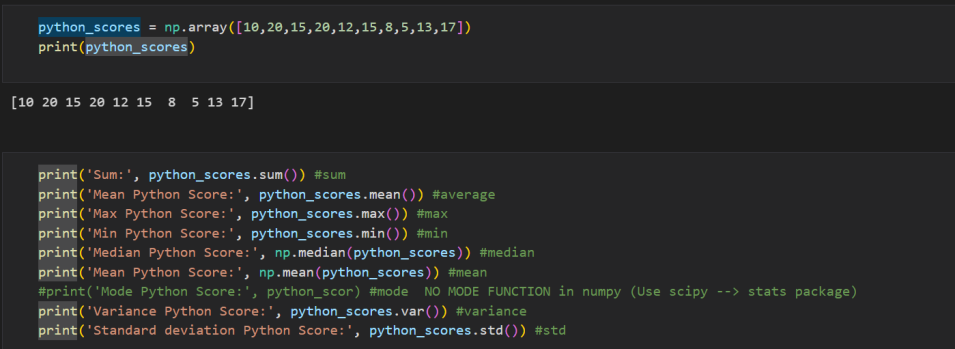 python_scores = np.array([10,20,15,20,12,15,8,5,13,17])
print(python_scores)
[10 20 15 20 12 15  8  5 13 17]
print('Sum:', python_scores.sum()) #sum
print('Mean Python Score:', python_scores.mean()) #average
print('Max Python Score:', python_scores.max()) #max
print('Min Python Score:', python_scores.min()) #min
print('Median Python Score:', np.median(python_scores)) #median
print('Mean Python Score:', np.mean(python_scores)) #mean
#print('Mode Python Score:', python_scor) #mode  NO MODE FUNCTION in numpy (Use scipy --> stats package)
print('Variance Python Score:', python_scores.var()) #variance
print('Standard deviation Python Score:', python_scores.std()) #std